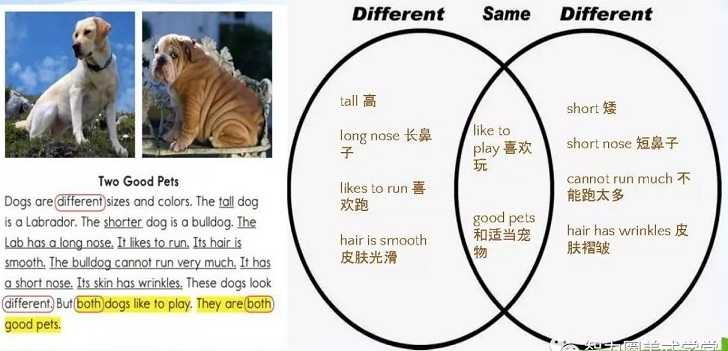 Two Good Pets
Dogs are different sizes and colors. The tall dog
is a Labrador. The shorter dog is a bulldog. The
Lab has a long nose. It likes to run. Its hair is
smooth. The bulldog cannot run very much. It has
a short nose. Its skin has wrinkles. These dogs look
different. But both dogs like to play. They are both
good pets.
Different Same Different
tall 高
long nose 长鼻
子
likes to run 喜
欢跑
hair is smooth
皮肤光滑
like to
play 喜欢
玩
good pets
和适当宠
物
short 矮
short nose 短鼻子
cannot run much 不
能跑太多
hair has wrinkles 皮
肤褶皱